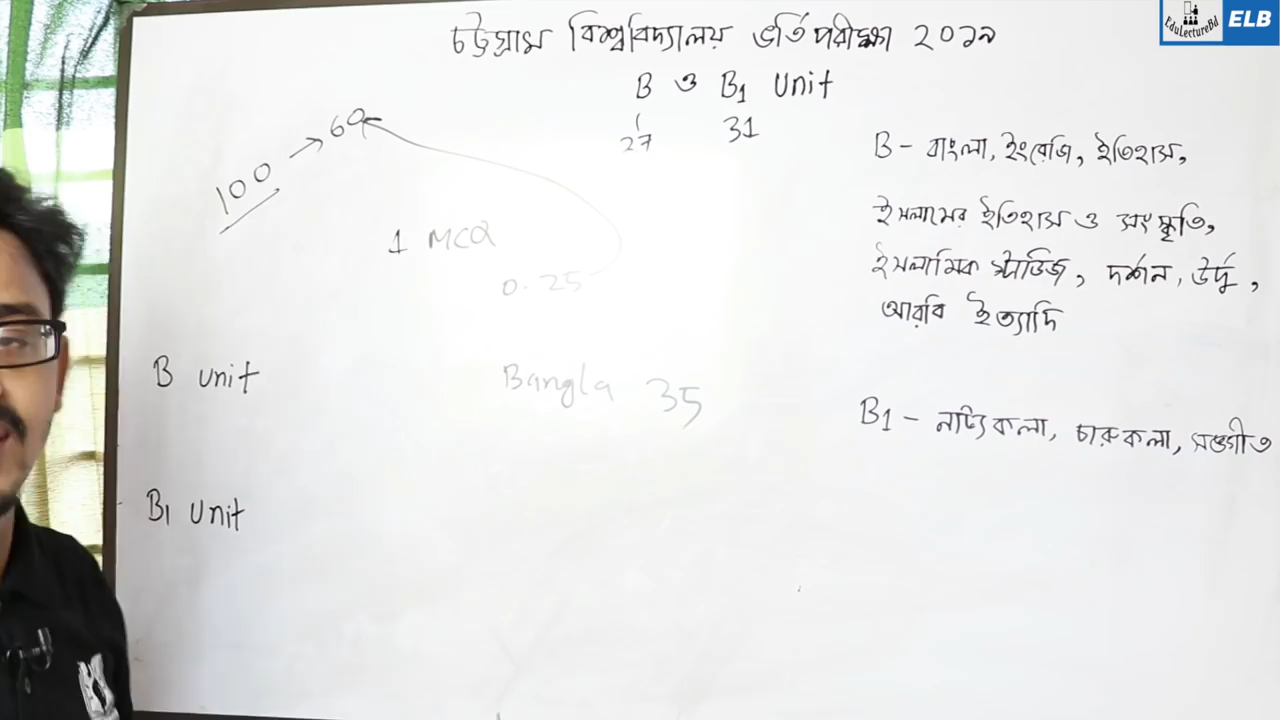 চট্টগ্রাম বিশ্ববিদ্যালয় ভর্তি পরীক্ষা ২০১৯
B ও B1 Unit
27 31
100 → 60
1 MCQ
0.25
Bangla 35
B unit
B1 Unit
B - বাংলা, ইংরেজি, ইতিহাস,
ইসলামের ইতিহাস ও সংস্কৃতি,
ইসলামিক স্টাডিজ, দর্শন, উর্দু,
আরবি ইত্যাদি
B1 - নাট্যকলা, চারুকলা, সঙ্গীত
EduLectureBd ELB